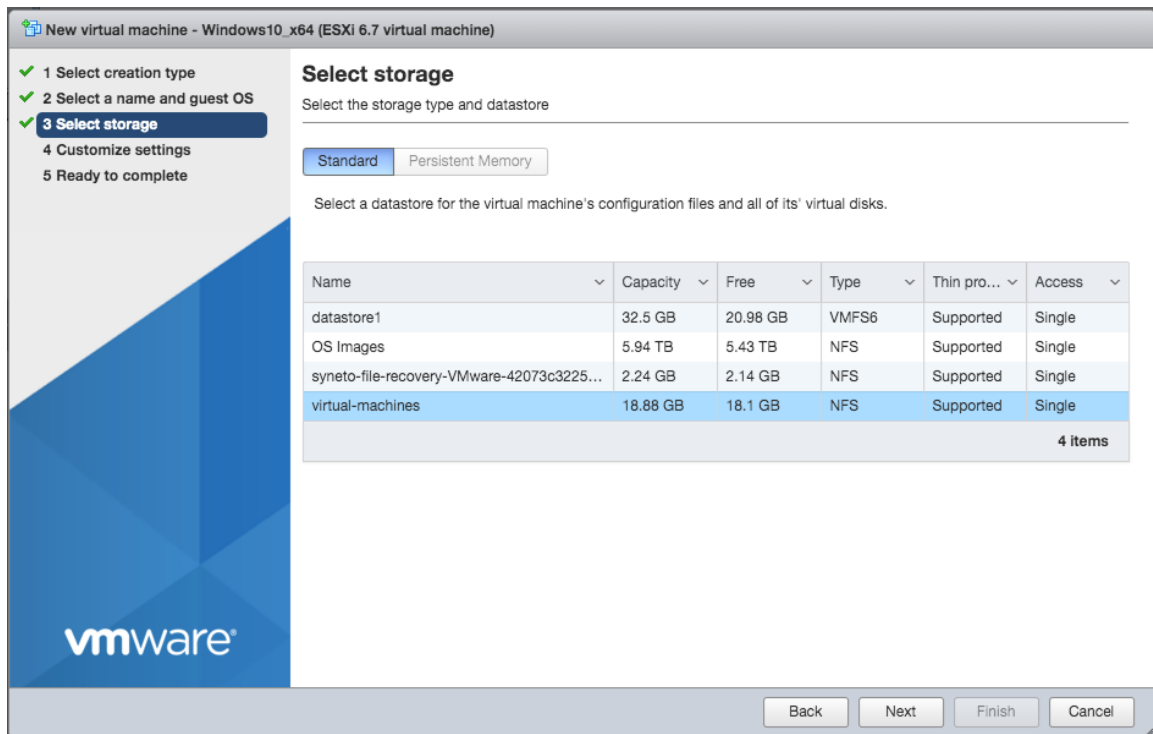 New virtual machine - Windows10_x64 (ESXi 6.7 virtual machine)
1 Select creation type
2 Select a name and guest OS
3 Select storage
4 Customize settings
5 Ready to complete
vmware®
Select storage
Select the storage type and datastore
Standard Persistent Memory
Select a datastore for the virtual machine's configuration files and all of its' virtual disks.
Name Capacity Free Type Thin pro... Access
datastore1 32.5 GB 20.98 GB VMFS6 Supported Single
OS Images 5.94 TB 5.43 TB NFS Supported Single
syneto-file-recovery-VMware-42073c3225... 2.24 GB 2.14 GB NFS Supported Single
virtual-machines 18.88 GB 18.1 GB NFS Supported Single
4 items
Back Next Finish Cancel